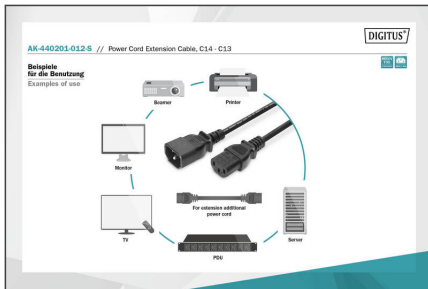 DIGITUS
AK-440201-012-S // Power Cord Extension Cable, C14 - C13
Beispiele
für die Benutzung
Examples of use
Beamer
Printer
Monitor
For extension additional
power cord
TV
Server
PDU